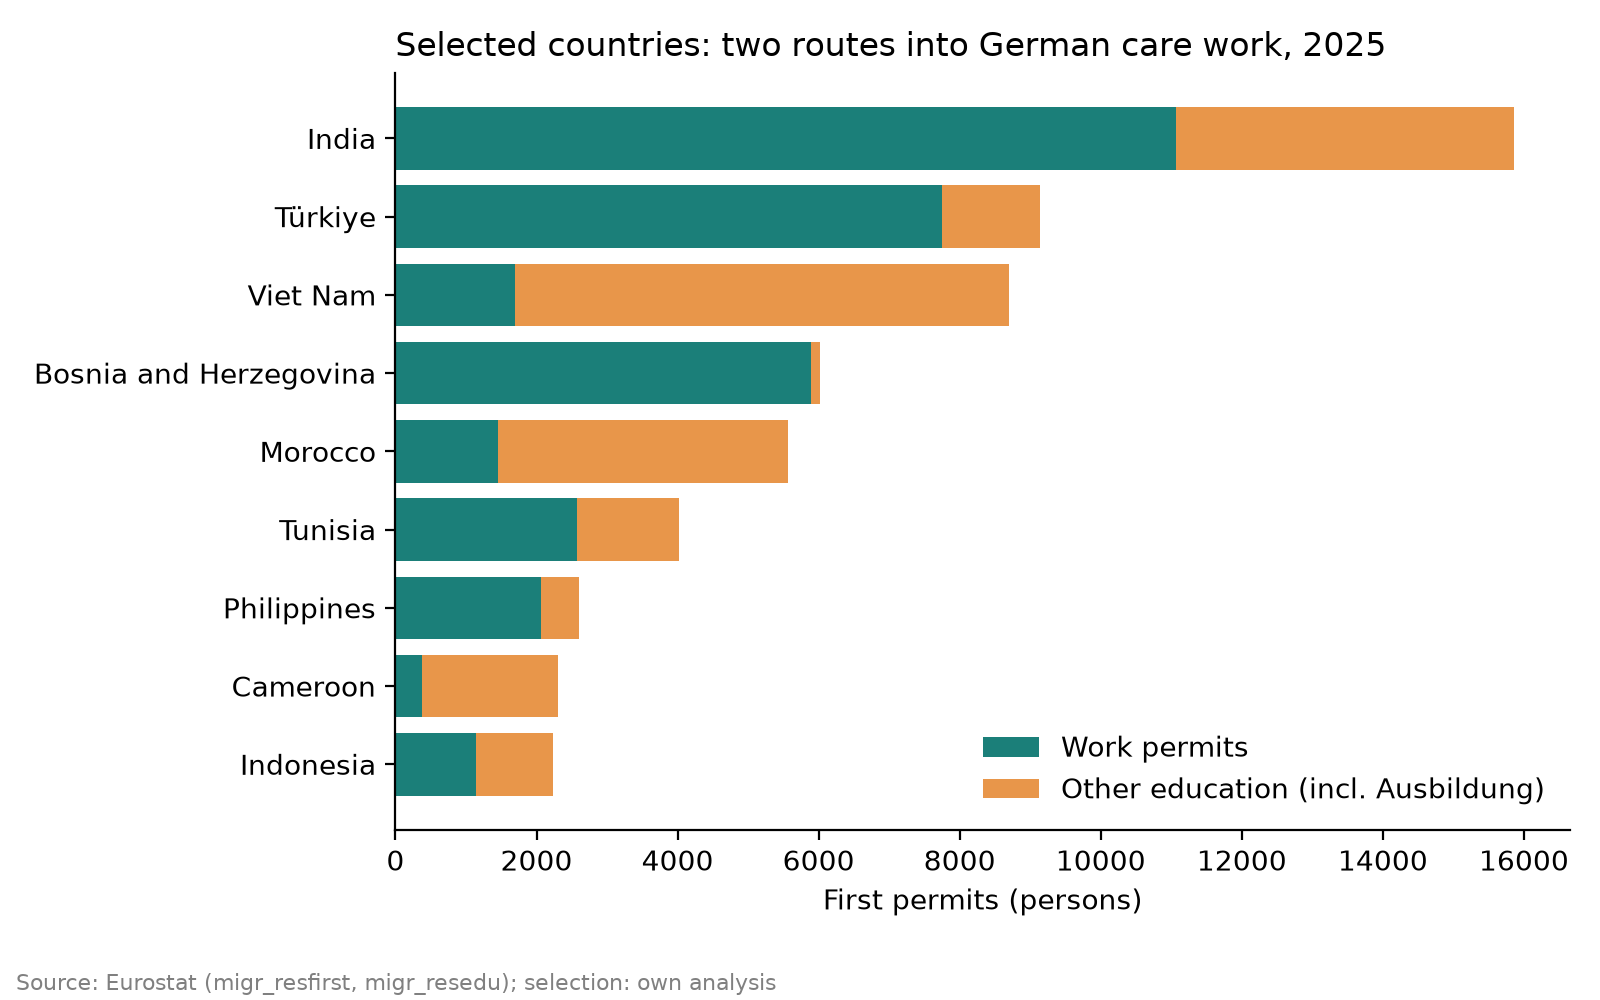 Selected countries: two routes into German care work, 2025
India
Türkiye
Viet Nam
Bosnia and Herzegovina
Morocco
Tunisia
Philippines
Cameroon
Indonesia
Work permits
Other education (incl. Ausbildung)
0 2000 4000 6000 8000 10000 12000 14000 16000
First permits (persons)
Source: Eurostat (migr_resfirst, migr_resedu); selection: own analysis